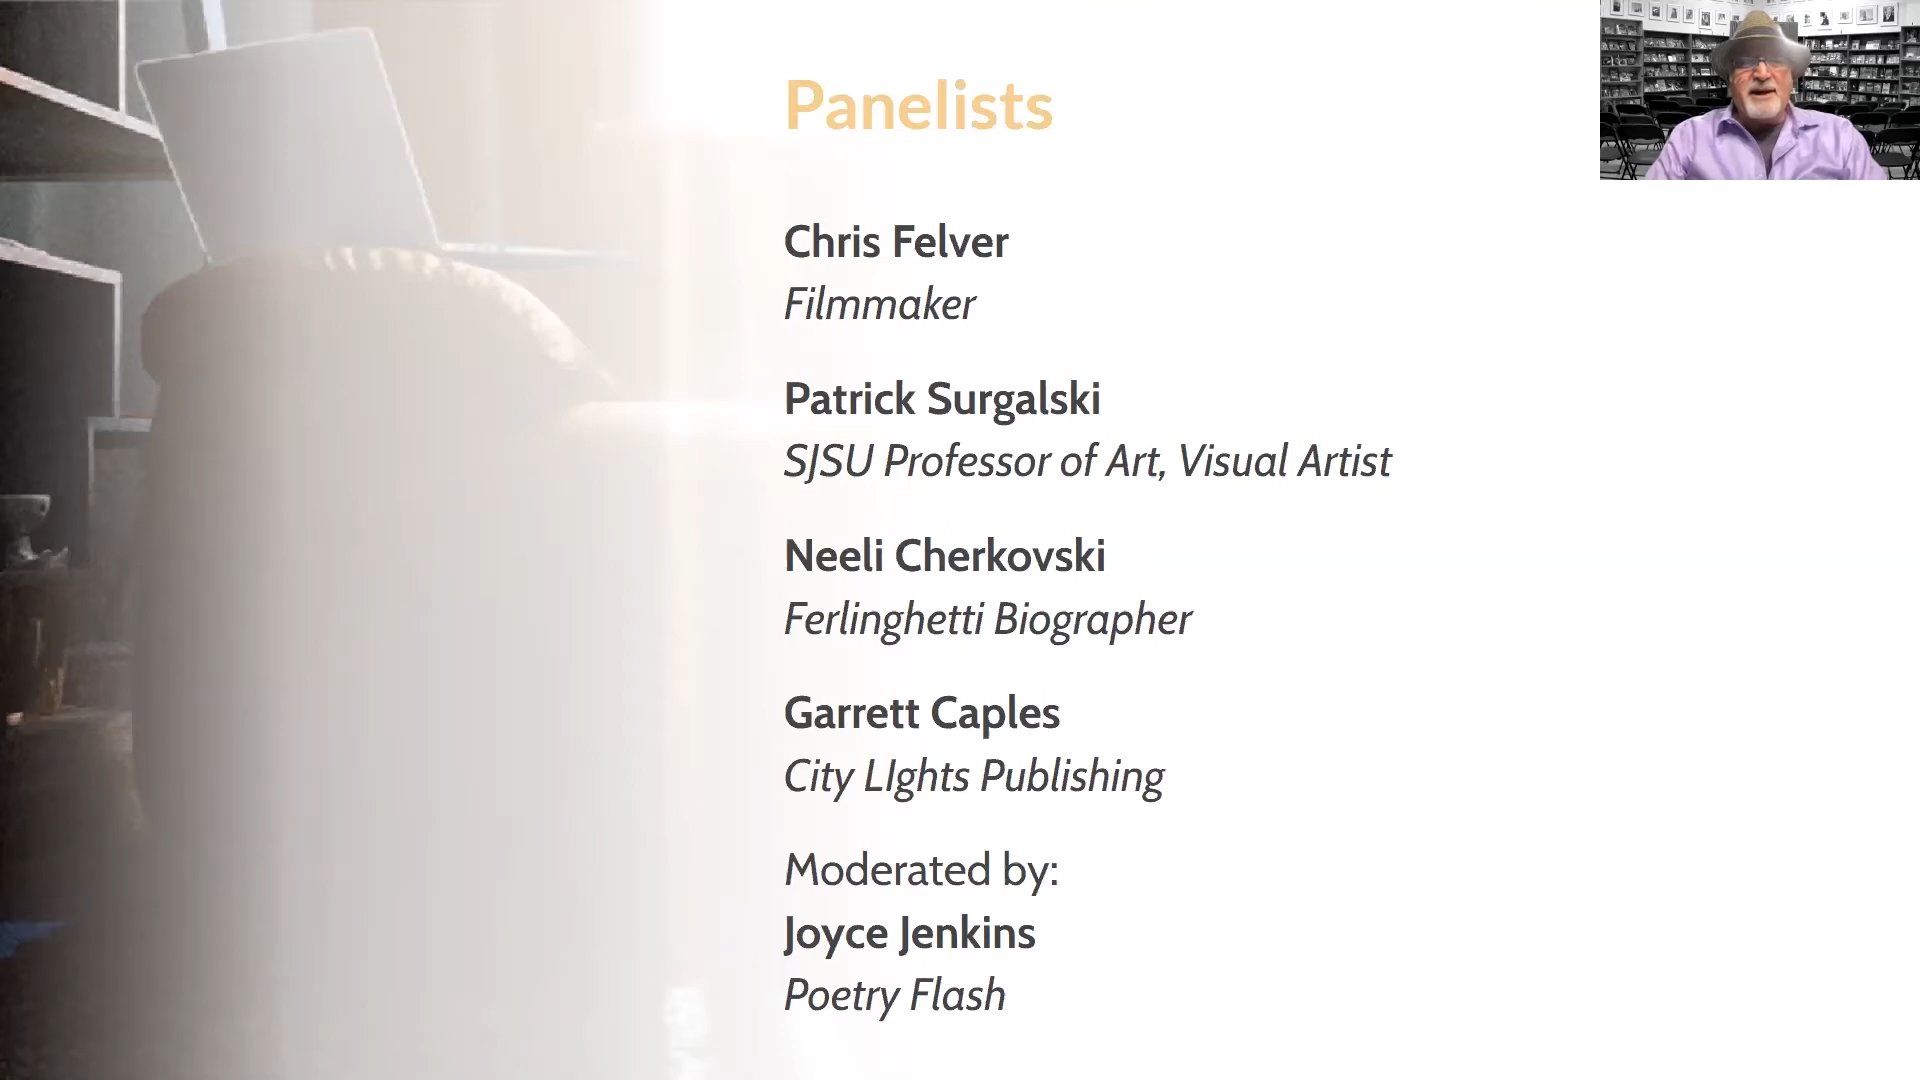 Panelists
Chris Felver
Filmmaker
Patrick Surgalski
SJSU Professor of Art, Visual Artist
Neeli Cherkovski
Ferlinghetti Biographer
Garrett Caples
City LIghts Publishing
Moderated by:
Joyce Jenkins
Poetry Flash